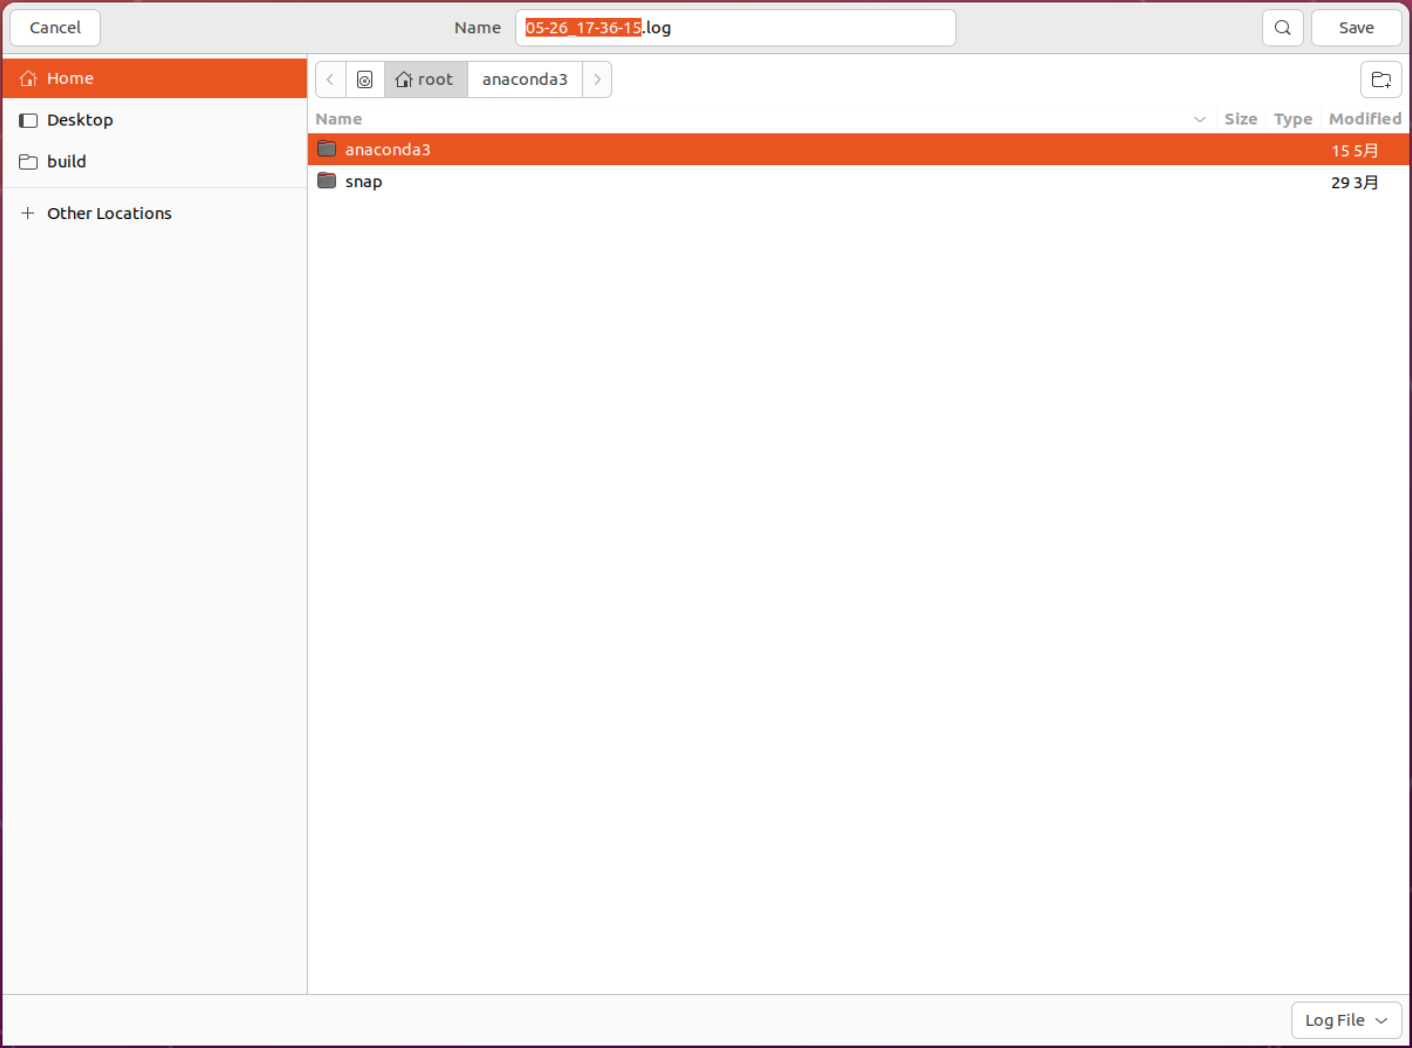 Cancel Name 05-26_17-36-15.log Save
Home root anaconda3
Desktop Name Size Type Modified
anaconda3 15 5月
build
snap 29 3月
Other Locations
Log File